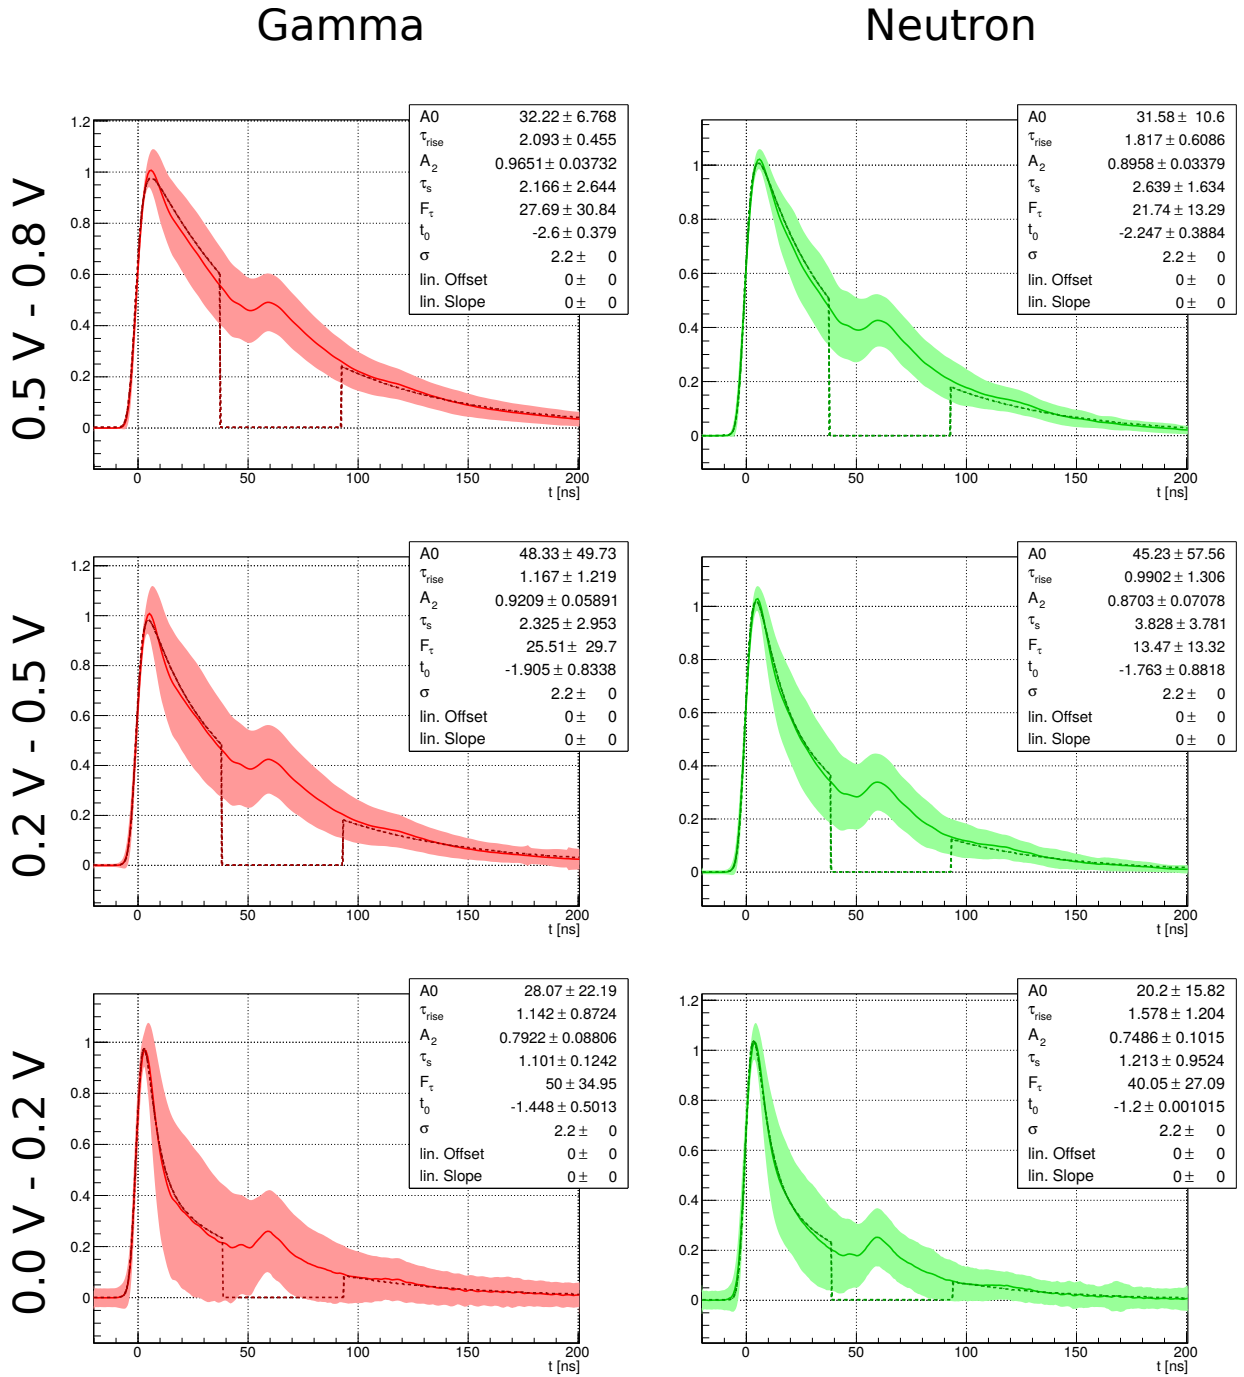 Gamma
Neutron
0.5 V - 0.8 V
A0 32.22 ± 6.768
τrise 2.093 ± 0.455
A2 0.9651 ± 0.03732
τs 2.166 ± 2.644
Fτ 27.69 ± 30.84
t0 -2.6 ± 0.379
σ 2.2 ± 0
lin. Offset 0 ± 0
lin. Slope 0 ± 0
1.2
1
0.8
0.6
0.4
0.2
0
0 50 100 150 200
t [ns]
A0 31.58 ± 10.6
τrise 1.817 ± 0.6086
A2 0.8958 ± 0.03379
τs 2.639 ± 1.634
Fτ 21.74 ± 13.29
t0 -2.247 ± 0.3884
σ 2.2 ± 0
lin. Offset 0 ± 0
lin. Slope 0 ± 0
1
0.8
0.6
0.4
0.2
0
0 50 100 150 200
t [ns]
0.2 V - 0.5 V
A0 48.33 ± 49.73
τrise 1.167 ± 1.219
A2 0.9209 ± 0.05891
τs 2.325 ± 2.953
Fτ 25.51 ± 29.7
t0 -1.905 ± 0.8338
σ 2.2 ± 0
lin. Offset 0 ± 0
lin. Slope 0 ± 0
1.2
1
0.8
0.6
0.4
0.2
0
0 50 100 150 200
t [ns]
A0 45.23 ± 57.56
τrise 0.9902 ± 1.306
A2 0.8703 ± 0.07078
τs 3.828 ± 3.781
Fτ 13.47 ± 13.32
t0 -1.763 ± 0.8818
σ 2.2 ± 0
lin. Offset 0 ± 0
lin. Slope 0 ± 0
1
0.8
0.6
0.4
0.2
0
0 50 100 150 200
t [ns]
0.0 V - 0.2 V
A0 28.07 ± 22.19
τrise 1.142 ± 0.8724
A2 0.7922 ± 0.08806
τs 1.101 ± 0.1242
Fτ 50 ± 34.95
t0 -1.448 ± 0.5013
σ 2.2 ± 0
lin. Offset 0 ± 0
lin. Slope 0 ± 0
1
0.8
0.6
0.4
0.2
0
0 50 100 150 200
t [ns]
A0 20.2 ± 15.82
τrise 1.578 ± 1.204
A2 0.7486 ± 0.1015
τs 1.213 ± 0.9524
Fτ 40.05 ± 27.09
t0 -1.2 ± 0.001015
σ 2.2 ± 0
lin. Offset 0 ± 0
lin. Slope 0 ± 0
1.2
1
0.8
0.6
0.4
0.2
0
0 50 100 150 200
t [ns]